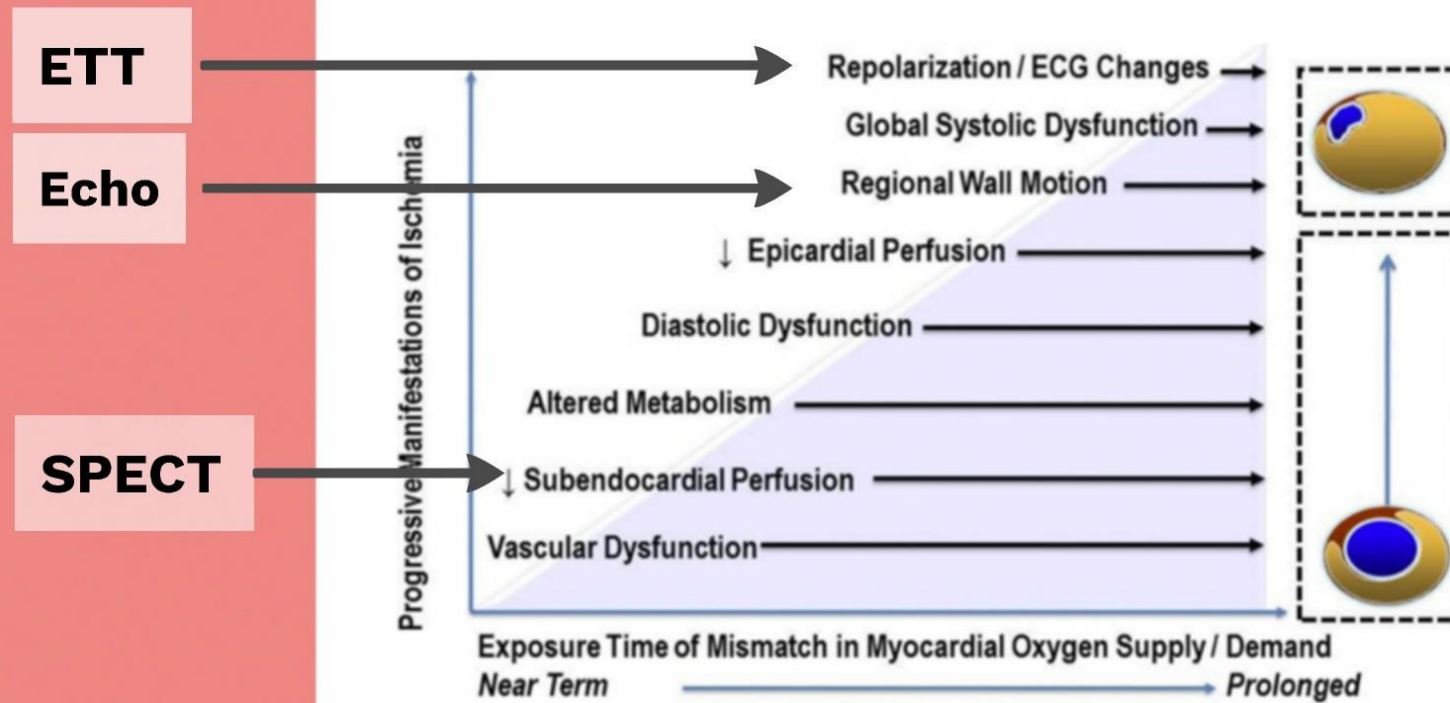 ETT
Echo
SPECT
Progressive Manifestations of Ischemia
Repolarization / ECG Changes
Global Systolic Dysfunction
Regional Wall Motion
↓ Epicardial Perfusion
Diastolic Dysfunction
Altered Metabolism
↓ Subendocardial Perfusion
Vascular Dysfunction
Exposure Time of Mismatch in Myocardial Oxygen Supply / Demand
Near Term
Prolonged